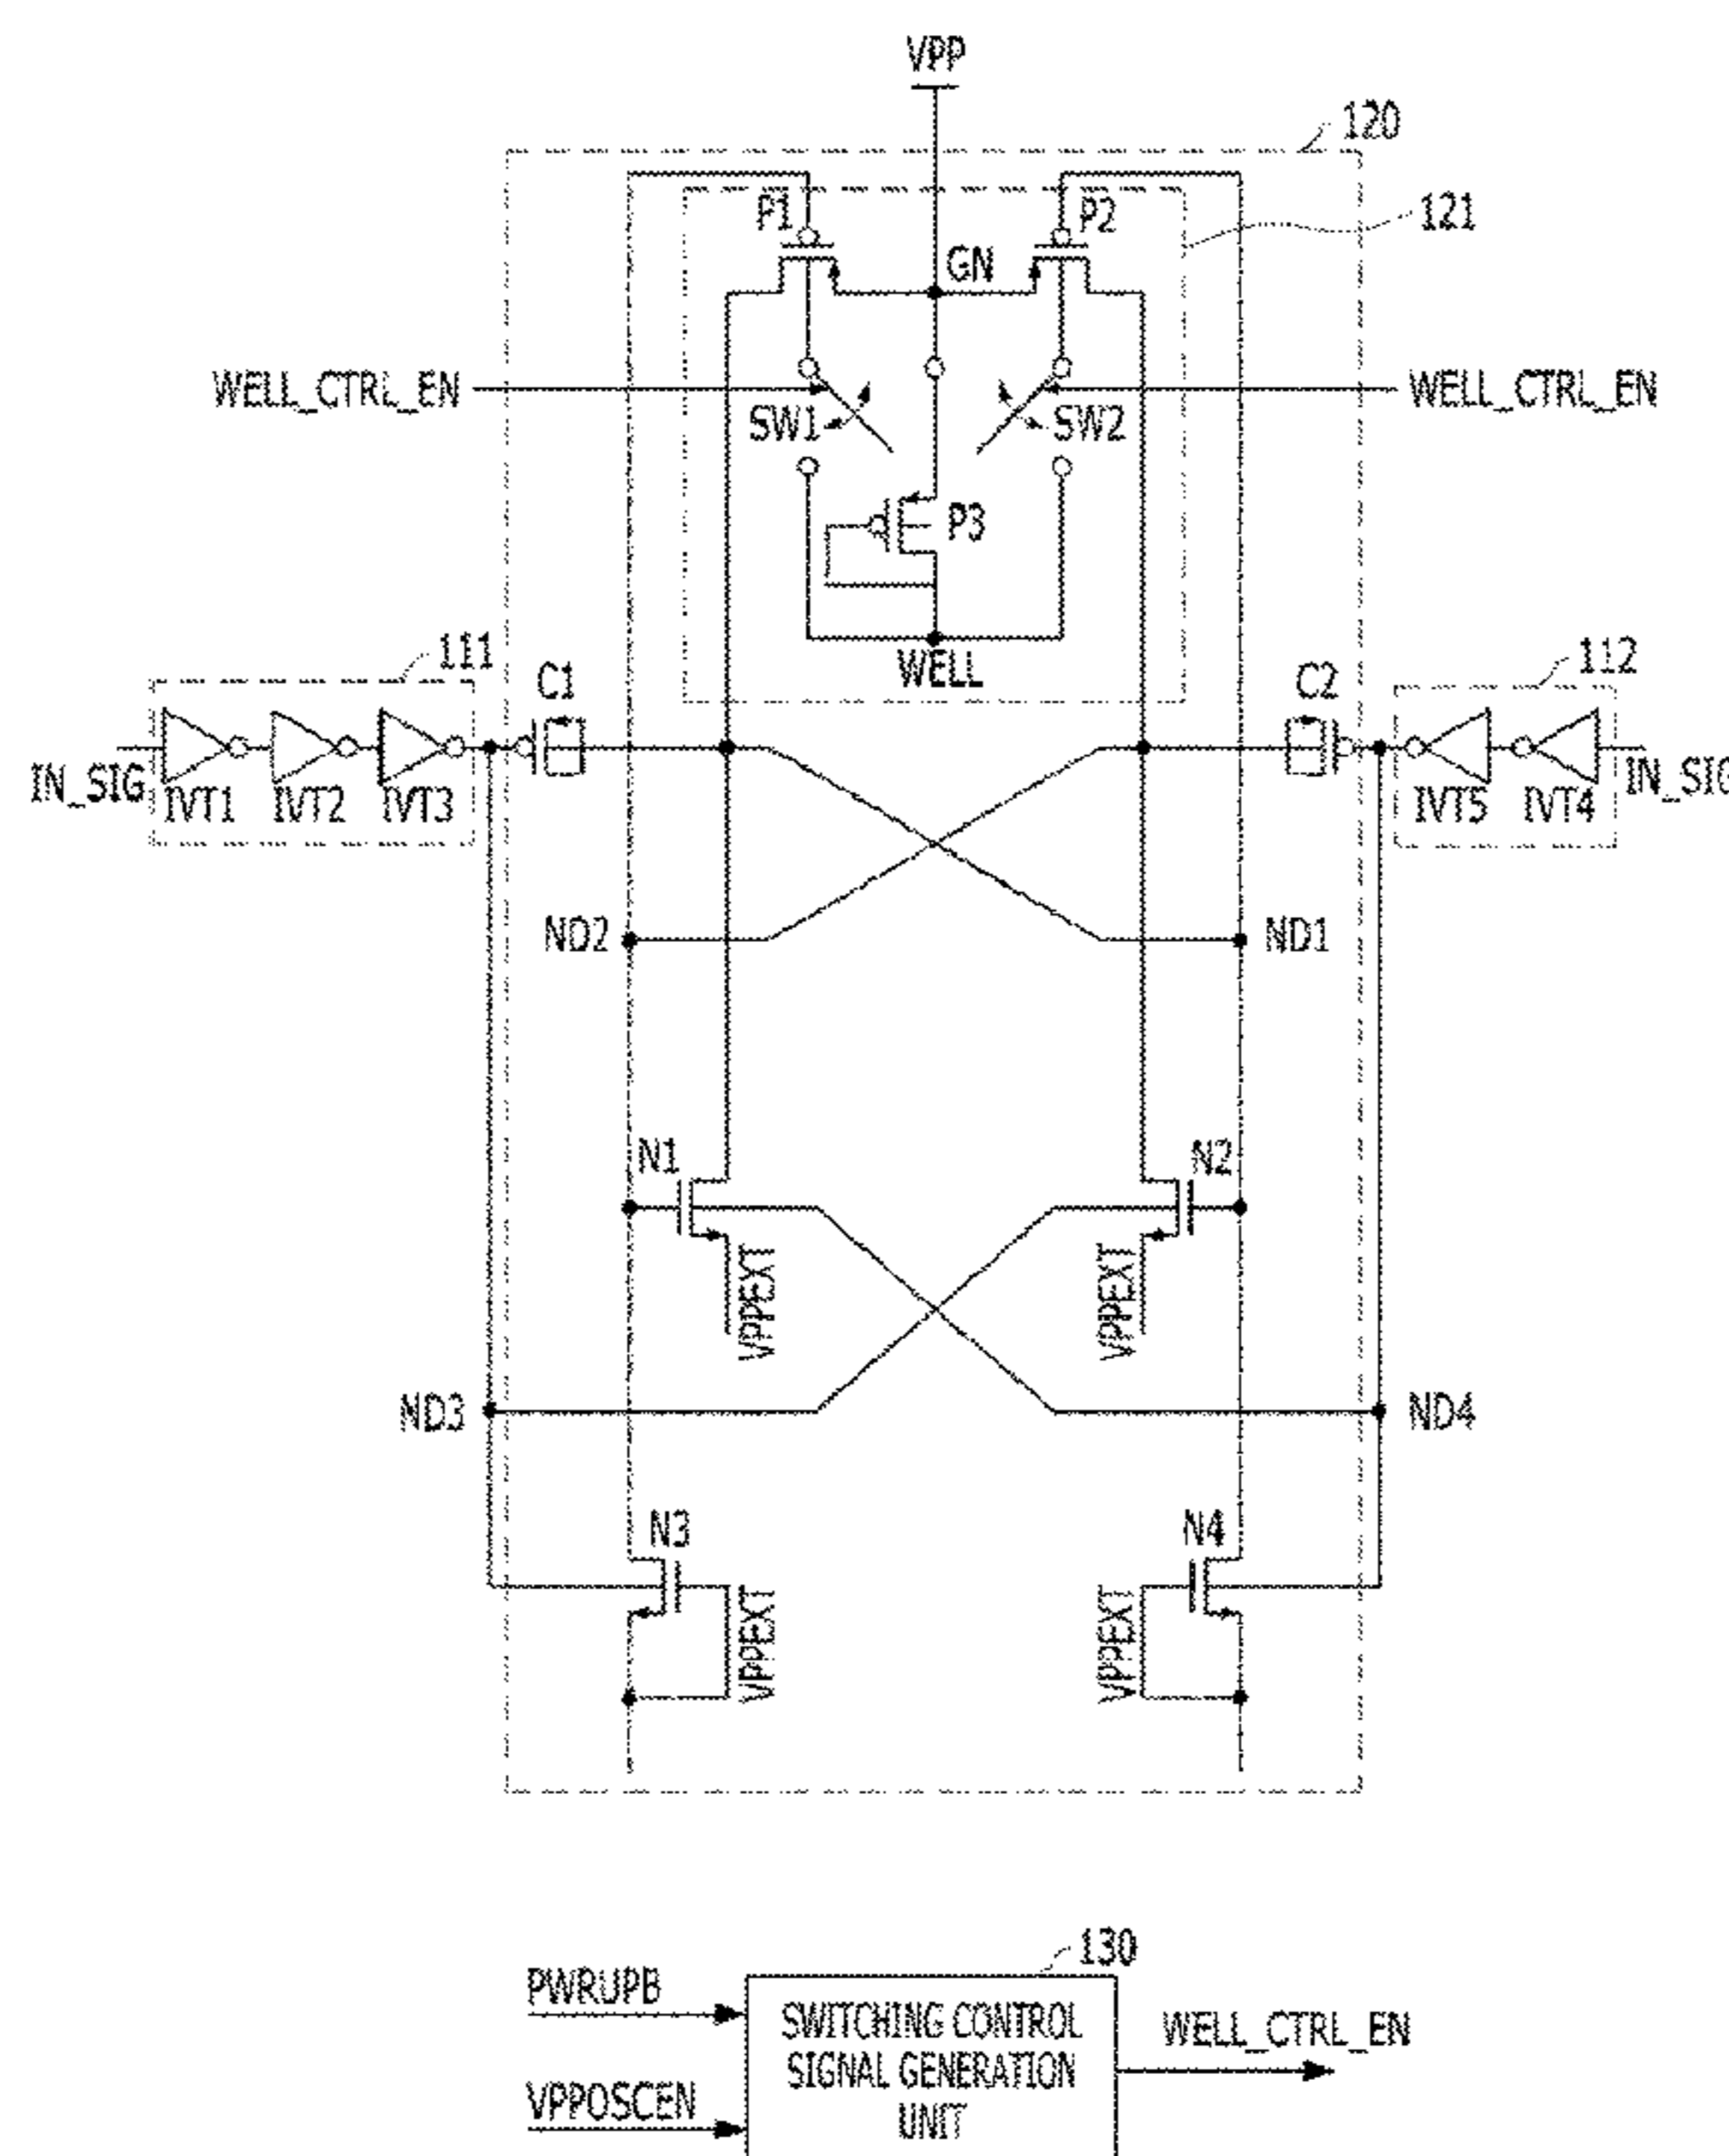 VPP
120
P1
P2
121
GN
WELL_CTRL_EN
WELL_CTRL_EN
SW1
SW2
P3
WELL
111
C1
C2
112
IN_SIG
IVT1
IVT2
IVT3
IVT5
IVT4
IN_SIG
ND2
ND1
N1
N2
VPPEXT
VPPEXT
ND3
ND4
N3
N4
VPPEXT
VPPEXT
130
PWRUPB
SWITCHING CONTROL
SIGNAL GENERATION
UNIT
WELL_CTRL_EN
VPPOSCEN